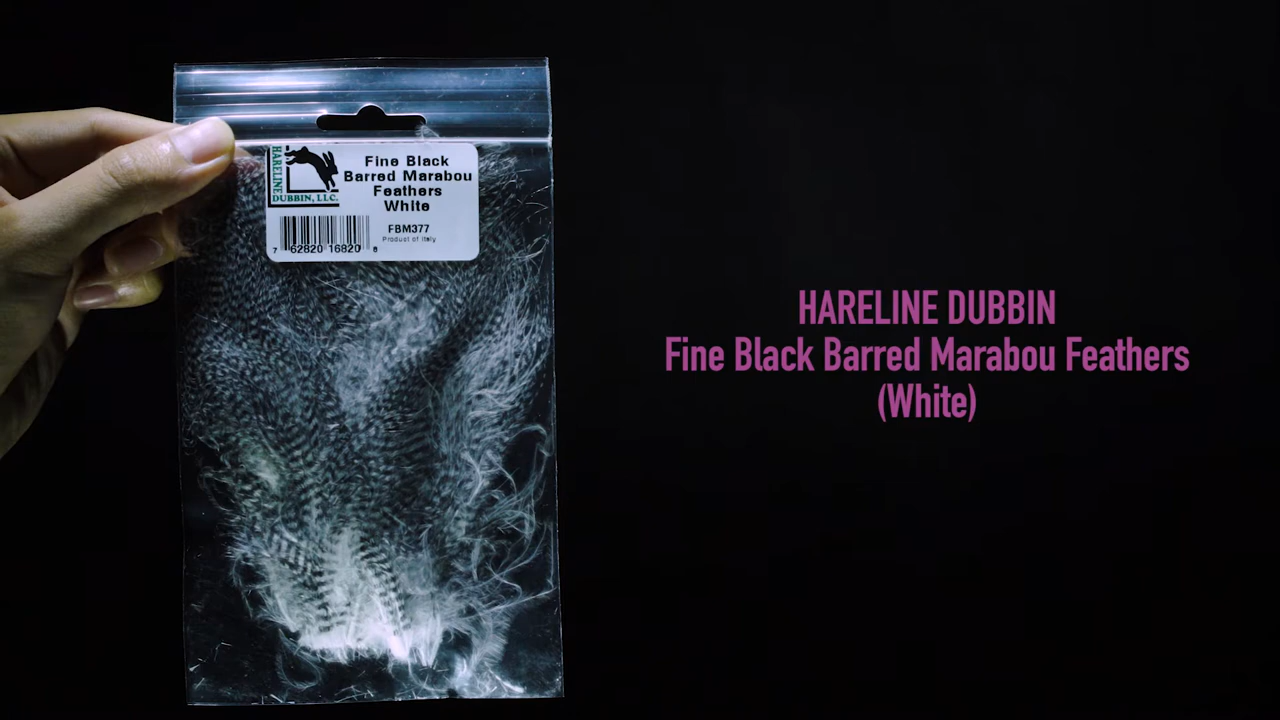 HARELINE
DUBBIN, LLC.
Fine Black
Barred Marabou
Feathers
White
FBM377
Product of Italy
7 62820 16820 8
HARELINE DUBBIN
Fine Black Barred Marabou Feathers
(White)